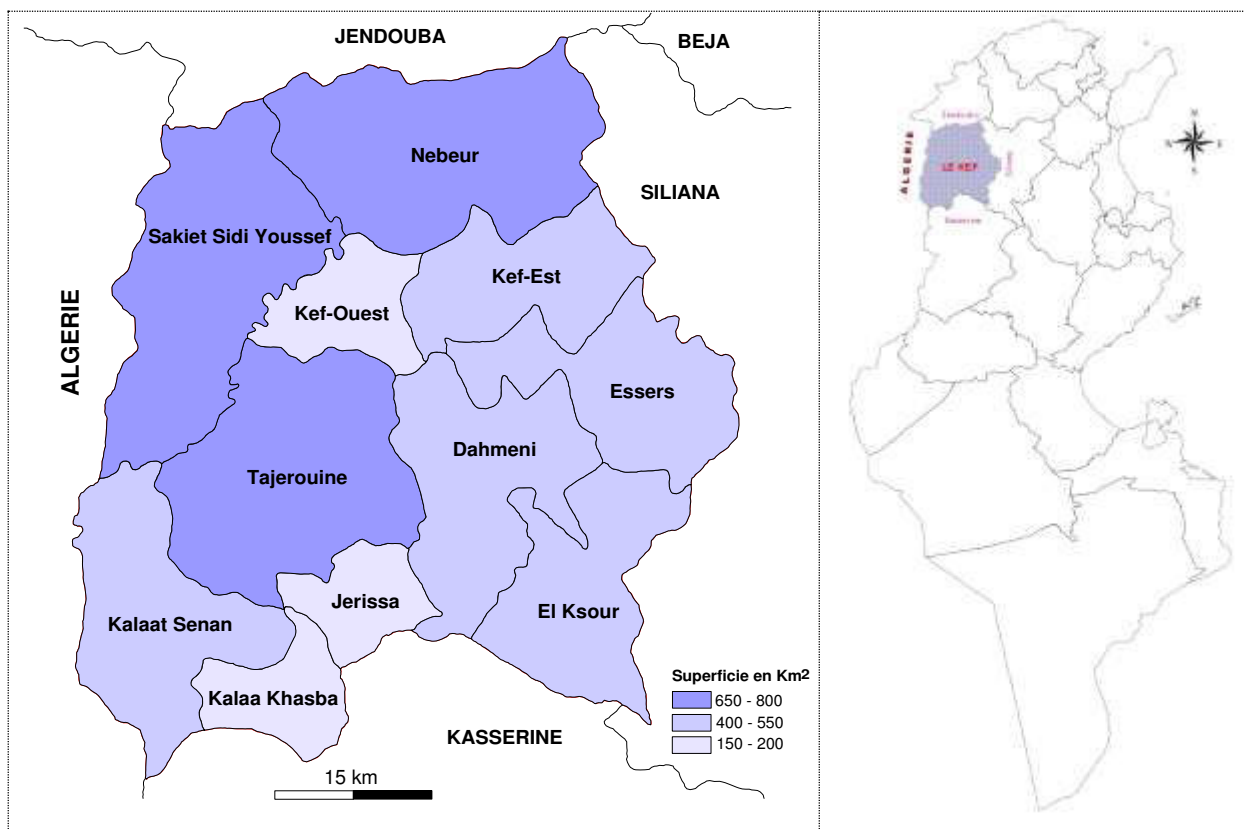 JENDOUBA
BEJA
Nebeur
SILIANA
Sakiet Sidi Youssef
Kef-Est
Kef-Ouest
ALGERIE
Essers
Dahmeni
Tajerouine
Jerissa
El Ksour
Kalaat Senan
Kalaa Khasba
Superficie en Km²
650 - 800
400 - 550
150 - 200
KASSERINE
15 km
ALGERIE
LE KEF